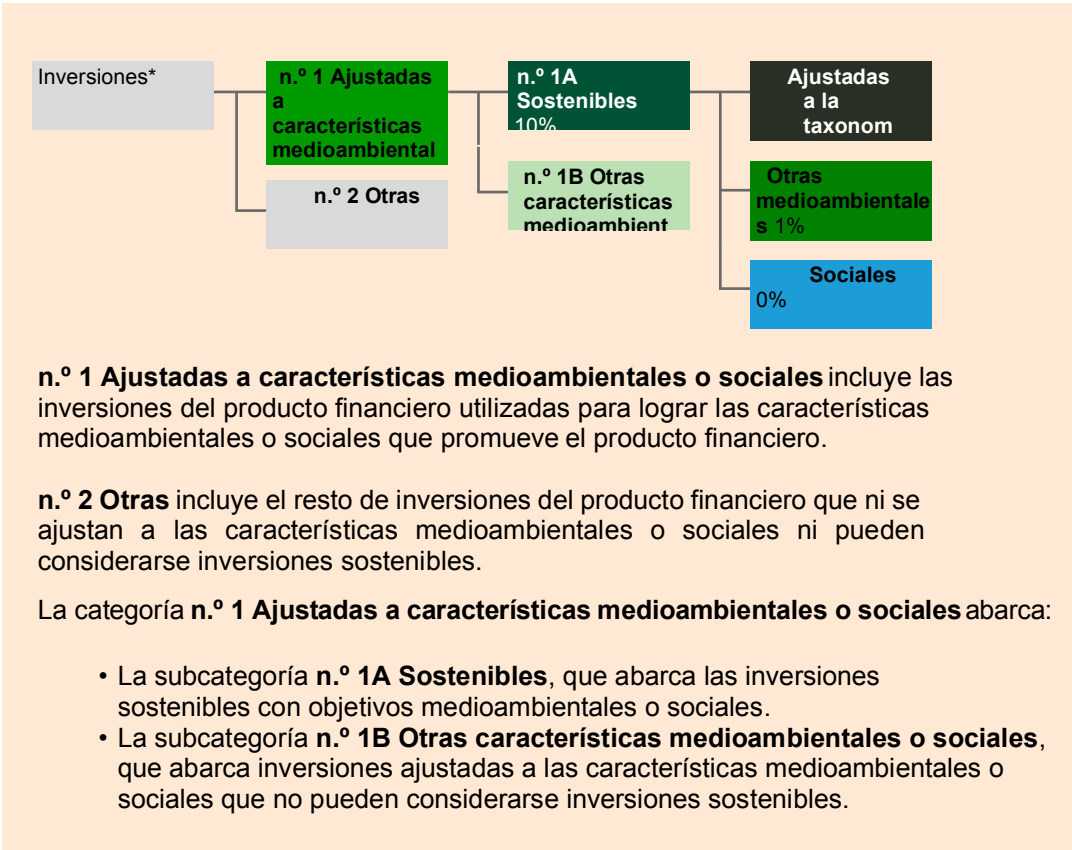 Inversiones*
n.º 1 Ajustadas
a
características
medioambiental
n.º 2 Otras
n.º 1A
Sostenibles
10%
n.º 1B Otras
características
medioambient
Ajustadas
a la
taxonom
Otras
medioambientale
s 1%
Sociales
0%
n.º 1 Ajustadas a características medioambientales o sociales incluye las
inversiones del producto financiero utilizadas para lograr las características
medioambientales o sociales que promueve el producto financiero.
n.º 2 Otras incluye el resto de inversiones del producto financiero que ni se
ajustan a las características medioambientales o sociales ni pueden
considerarse inversiones sostenibles.
La categoría n.º 1 Ajustadas a características medioambientales o sociales abarca:
• La subcategoría n.º 1A Sostenibles, que abarca las inversiones
sostenibles con objetivos medioambientales o sociales.
• La subcategoría n.º 1B Otras características medioambientales o sociales,
que abarca inversiones ajustadas a las características medioambientales o
sociales que no pueden considerarse inversiones sostenibles.